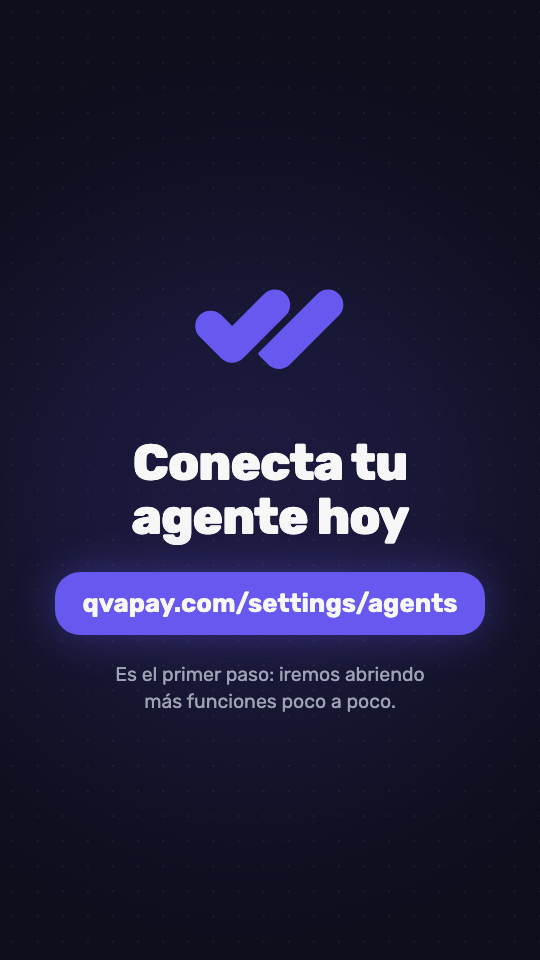 Conecta tu
agente hoy
qvapay.com/settings/agents
Es el primer paso: iremos abriendo
más funciones poco a poco.